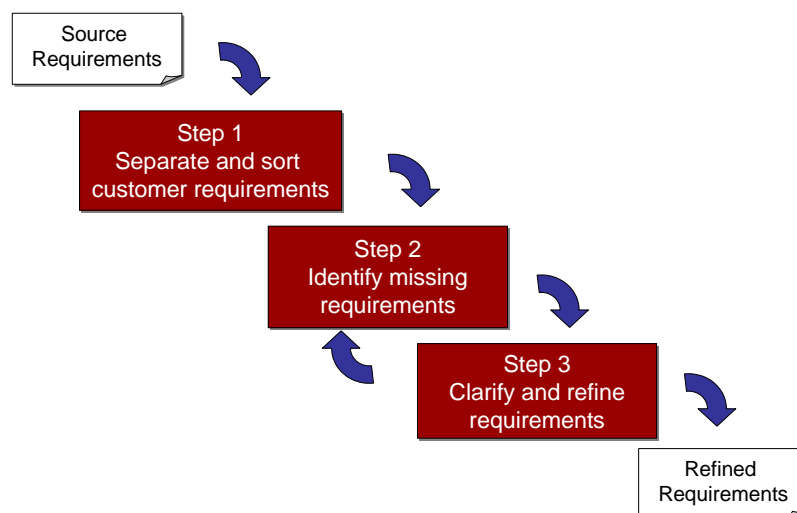 Source
Requirements
Step 1
Separate and sort
customer requirements
Step 2
Identify missing
requirements
Step 3
Clarify and refine
requirements
Refined
Requirements